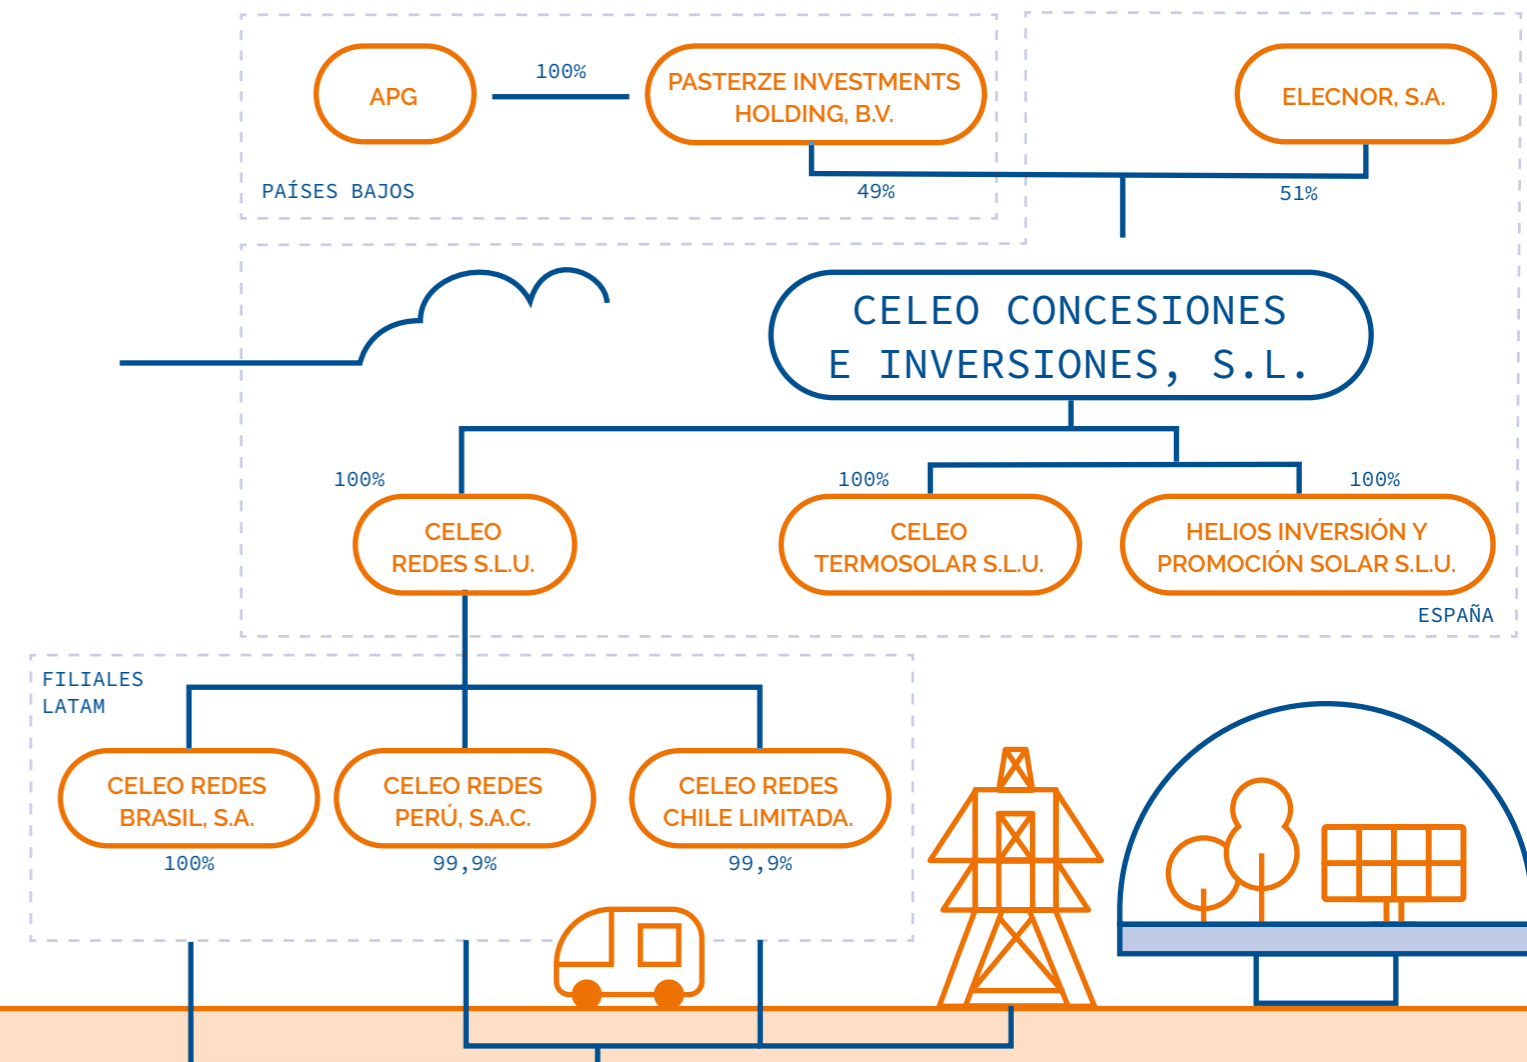 APG
100%
PASTERZE INVESTMENTS
HOLDING, B.V.
ELECNOR, S.A.
PAÍSES BAJOS
49%
51%
CELEO CONCESIONES
E INVERSIONES, S.L.
100%
100%
100%
CELEO
REDES S.L.U.
CELEO
TERMOSOLAR S.L.U.
HELIOS INVERSIÓN Y
PROMOCIÓN SOLAR S.L.U.
ESPAÑA
FILIALES
LATAM
CELEO REDES
BRASIL, S.A.
CELEO REDES
PERÚ, S.A.C.
CELEO REDES
CHILE LIMITADA.
100%
99,9%
99,9%